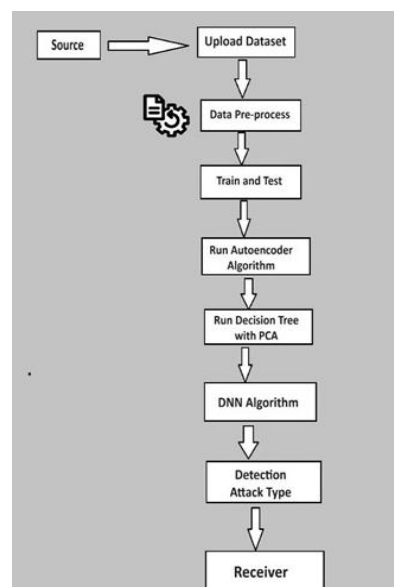 Source
Upload Dataset
Data Pre-process
Train and Test
Run Autoencoder
Algorithm
Run Decision Tree
with PCA
DNN Algorithm
Detection
Attack Type
Receiver